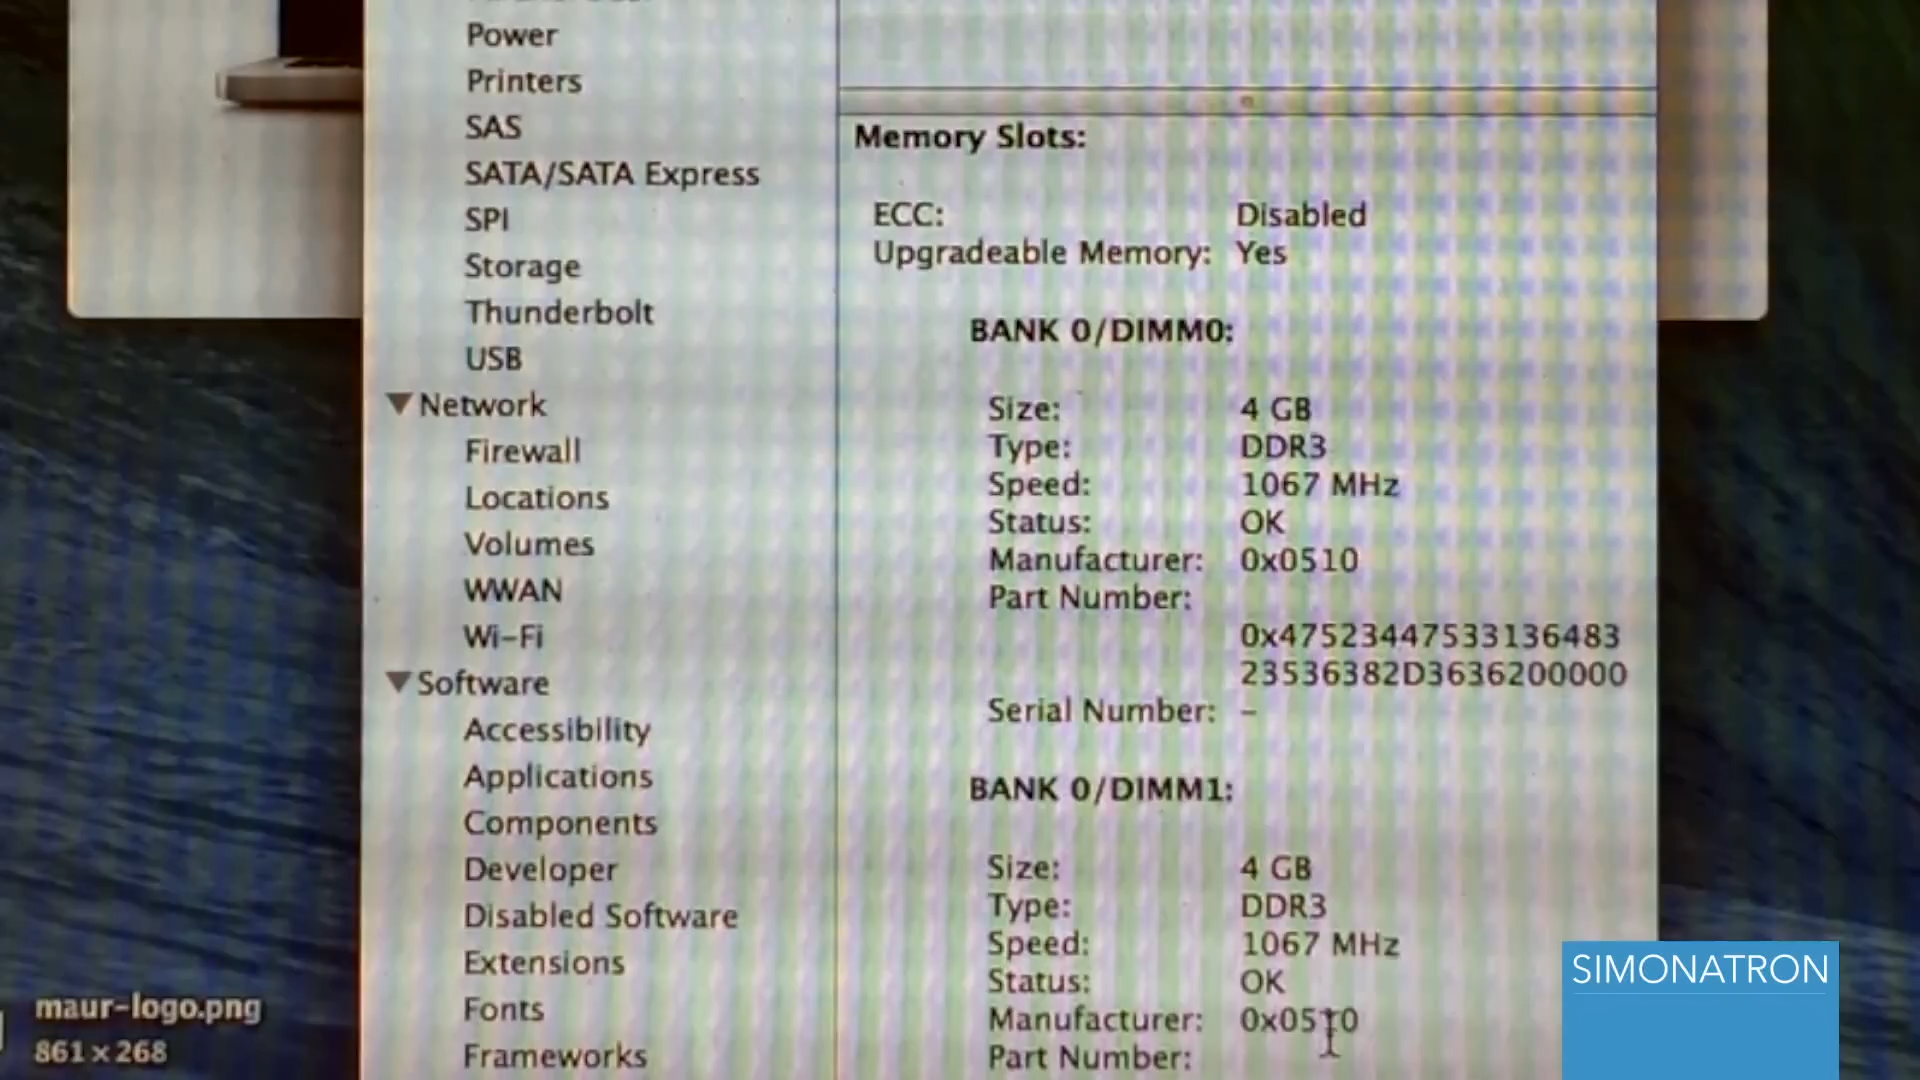 Power
Printers
SAS
SATA/SATA Express
SPI
Storage
Thunderbolt
USB
Network
Firewall
Locations
Volumes
WWAN
Wi-Fi
Software
Accessibility
Applications
Components
Developer
Disabled Software
Extensions
Fonts
Frameworks
Memory Slots:
ECC: Disabled
Upgradeable Memory: Yes
BANK 0/DIMM0:
Size: 4 GB
Type: DDR3
Speed: 1067 MHz
Status: OK
Manufacturer: 0x0510
Part Number:
0x47523447533136483
23536382D3636200000
Serial Number: -
BANK 0/DIMM1:
Size: 4 GB
Type: DDR3
Speed: 1067 MHz
Status: OK
Manufacturer: 0x0510
Part Number:
maur-logo.png
861×268
SIMONATRON